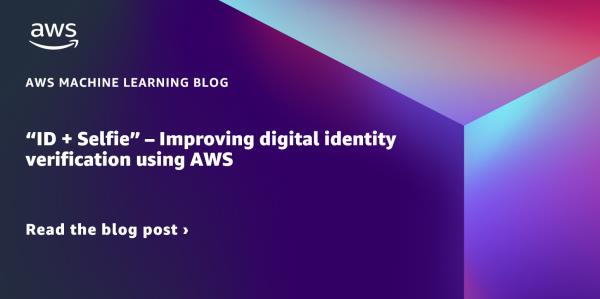 aws
AWS MACHINE LEARNING BLOG
“ID + Selfie” – Improving digital identity
verification using AWS
Read the blog post ›